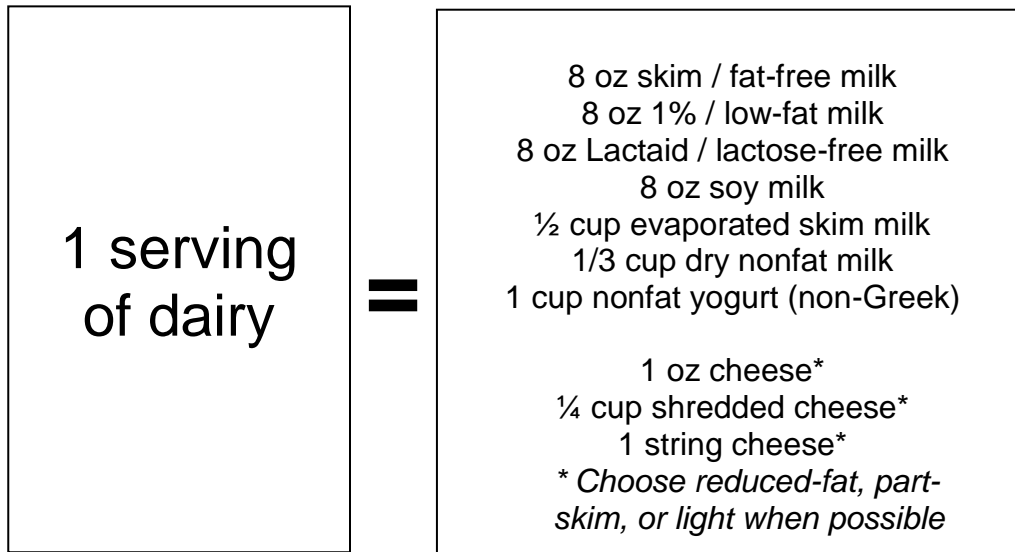 1 serving
of dairy
=
8 oz skim / fat-free milk
8 oz 1% / low-fat milk
8 oz Lactaid / lactose-free milk
8 oz soy milk
½ cup evaporated skim milk
1/3 cup dry nonfat milk
1 cup nonfat yogurt (non-Greek)
1 oz cheese*
¼ cup shredded cheese*
1 string cheese*
* Choose reduced-fat, part-
skim, or light when possible